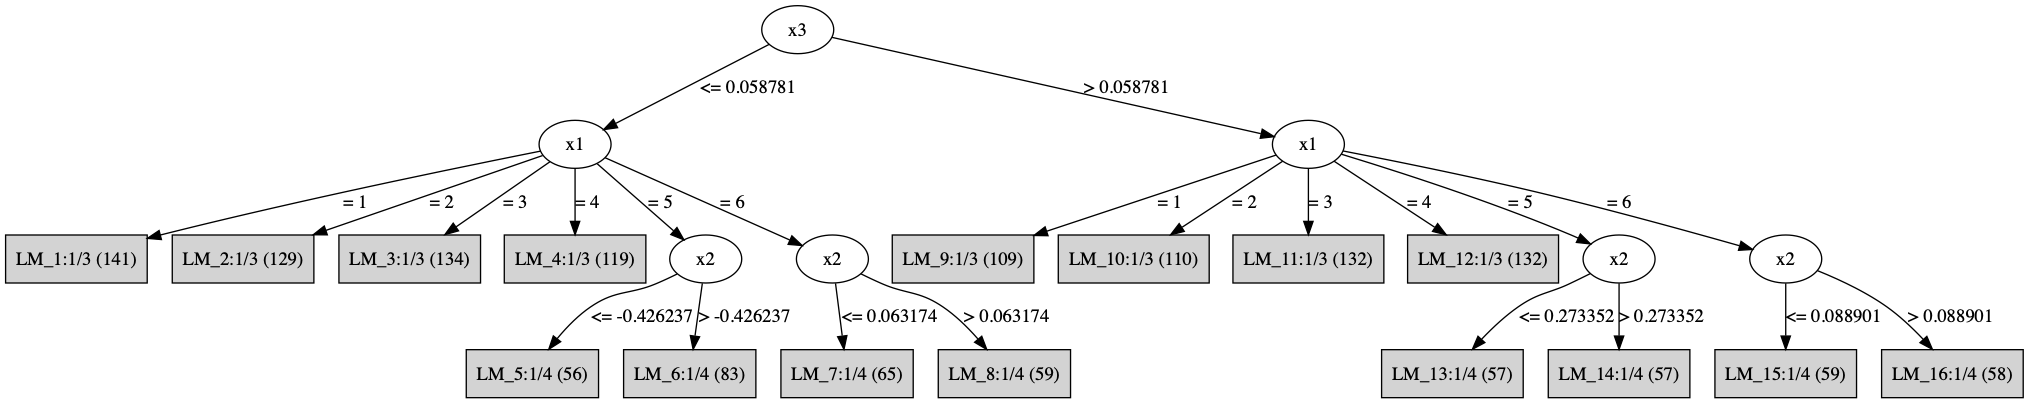 x3
<= 0.058781
> 0.058781
x1
x1
= 1
= 2
= 3
= 4
= 5
= 6
= 1
= 2
= 3
= 4
= 5
= 6
LM_1:1/3 (141)
LM_2:1/3 (129)
LM_3:1/3 (134)
LM_4:1/3 (119)
x2
x2
LM_9:1/3 (109)
LM_10:1/3 (110)
LM_11:1/3 (132)
LM_12:1/3 (132)
x2
x2
<= -0.426237
> -0.426237
<= 0.063174
> 0.063174
<= 0.273352
> 0.273352
<= 0.088901
> 0.088901
LM_5:1/4 (56)
LM_6:1/4 (83)
LM_7:1/4 (65)
LM_8:1/4 (59)
LM_13:1/4 (57)
LM_14:1/4 (57)
LM_15:1/4 (59)
LM_16:1/4 (58)